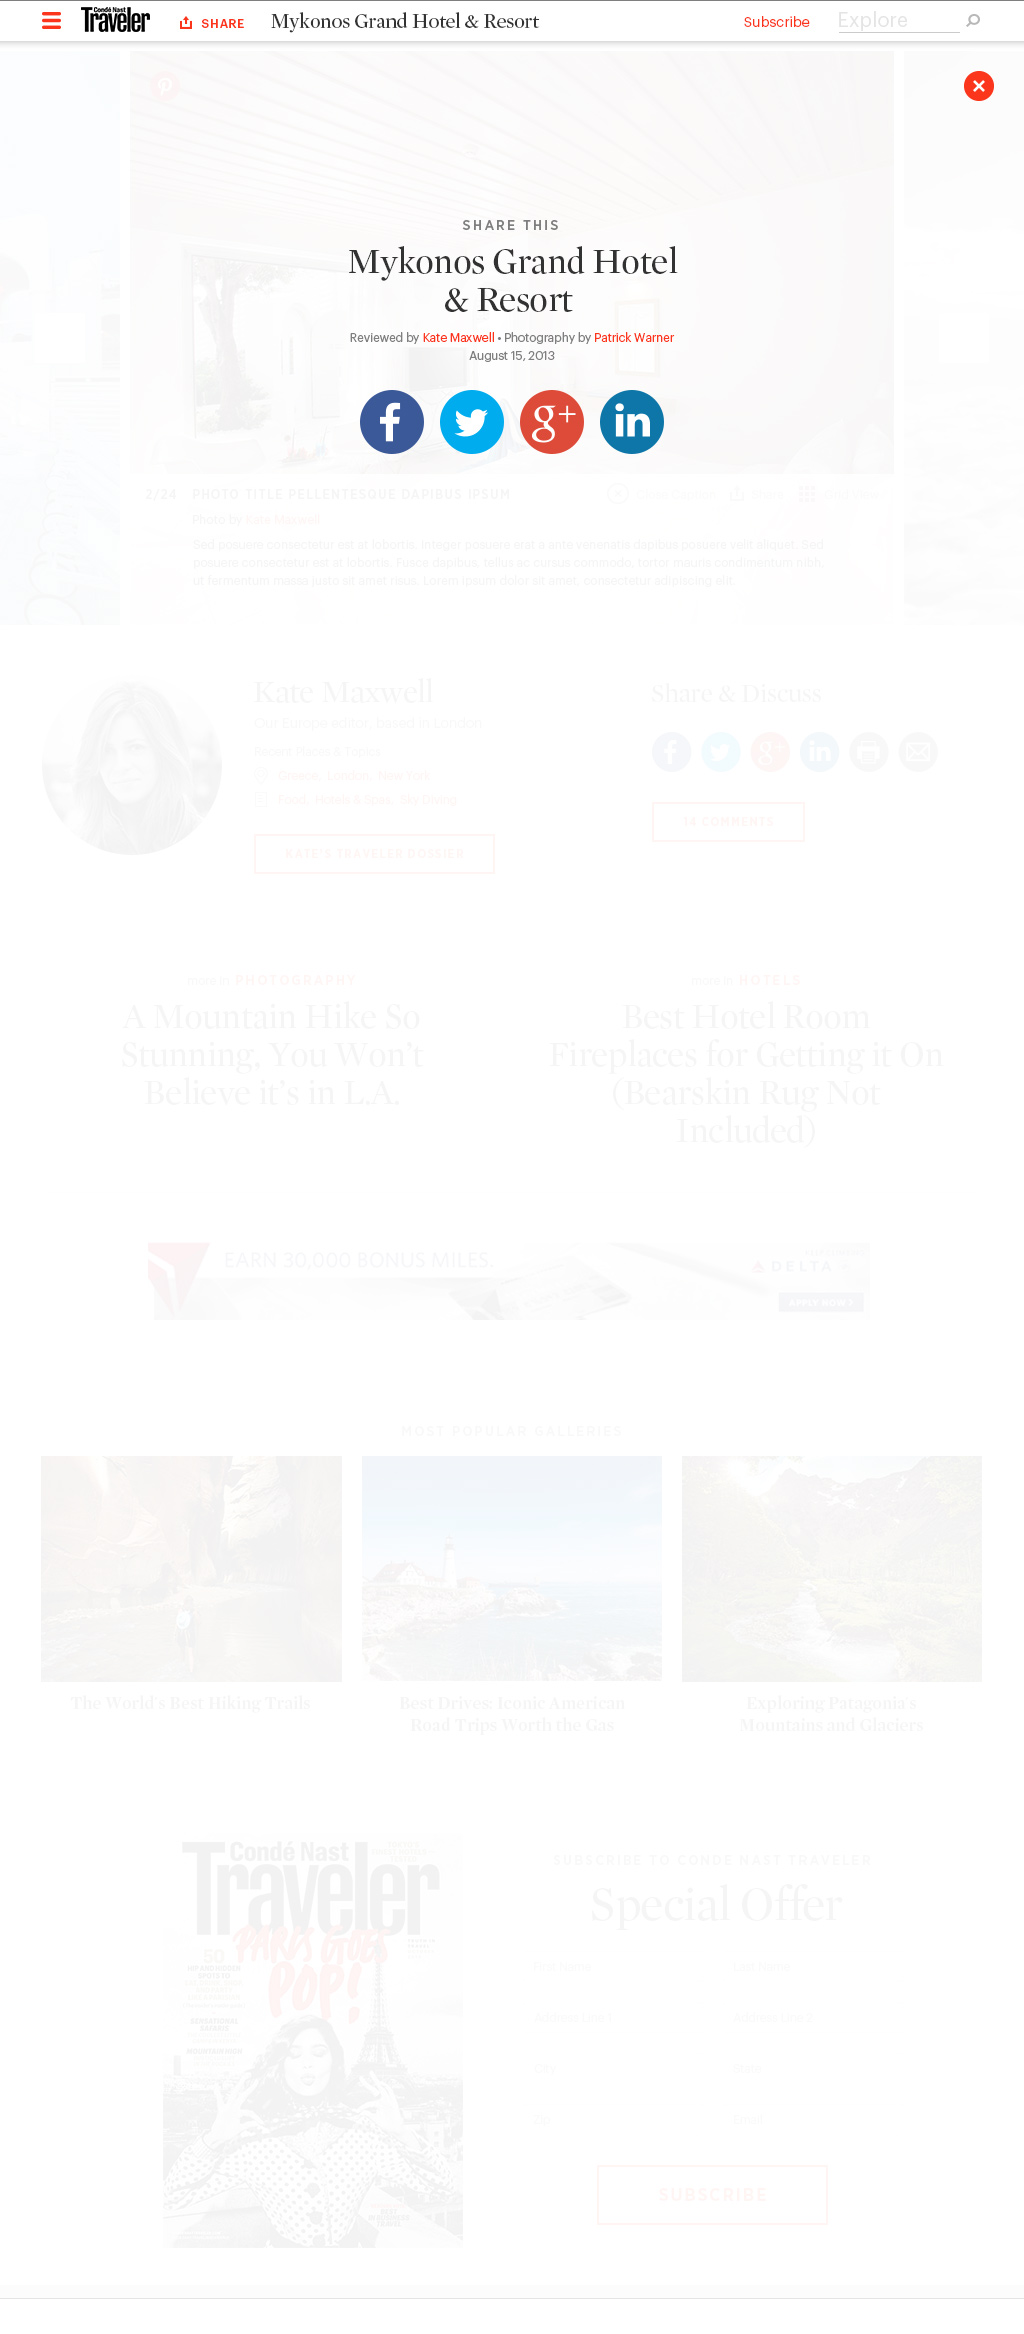 Condé Nast
Traveler
SHARE
Mykonos Grand Hotel & Resort
Subscribe
Explore
SHARE THIS
Mykonos Grand Hotel
& Resort
Reviewed by Kate Maxwell • Photography by Patrick Warner
August 15, 2013
2/24 PHOTO TITLE PELLENTESQUE DAPIBUS IPSUM
Photo by Kate Maxwell
Sed posuere consectetur est at lobortis. Integer posuere erat a ante venenatis dapibus posuere velit aliquet. Sed
posuere consectetur est at lobortis. Fusce dapibus, tellus ac cursus commodo, tortor mauris condimentum nibh,
ut fermentum massa justo sit amet risus. Lorem ipsum dolor sit amet, consectetur adipiscing elit.
Kate Maxwell
Our Europe editor, based in London
Recent Places & Topics
Greece, London, New York
Food, Hotels & Spas, Sky Diving
KATE'S TRAVELER DOSSIER
Share & Discuss
14 COMMENTS
more in PHOTOGRAPHY
A Mountain Hike So
Stunning, You Won't
Believe it's in L.A.
more in HOTELS
Best Hotel Room
Fireplaces for Getting it On
(Bearskin Rug Not
Included)
EARN 30,000 BONUS MILES.
DELTA
APPLY NOW
MOST POPULAR GALLERIES
The World's Best Hiking Trails
Best Drives: Iconic American
Road Trips Worth the Gas
Exploring Patagonia's
Mountains and Glaciers
Condé Nast
Traveler
PARIS GOES
POP!
50
SUBSCRIBE TO CONDE NAST TRAVELER
Special Offer
First Name
Last Name
Address Line 1
Address Line 2
City
State
Zip
Email
SUBSCRIBE